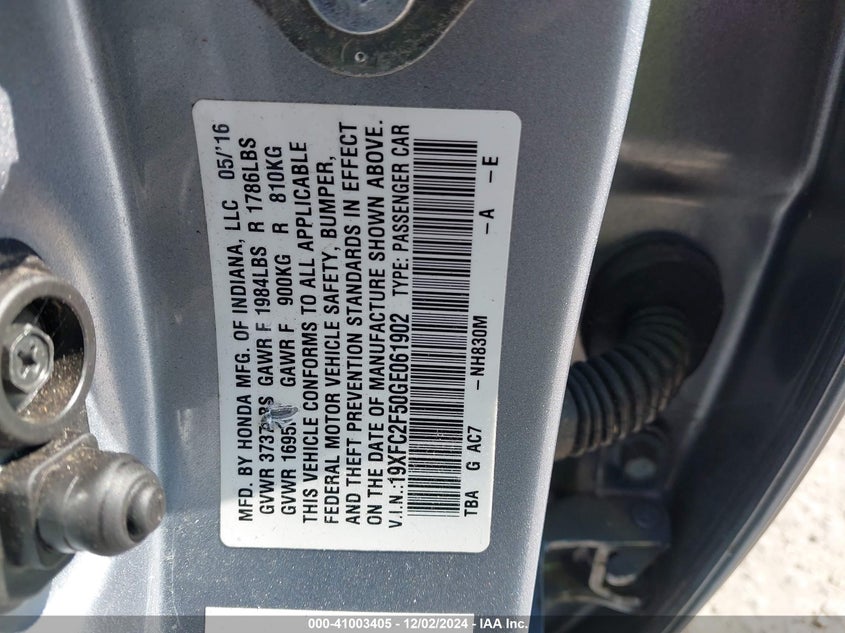 MFD. BY HONDA MFG. OF INDIANA, LLC 05/'16
GVWR GAWR F 1984LBS R 1786LBS
GVWR GAWR F 900KG R 810KG
THIS VEHICLE CONFORMS TO ALL APPLICABLE
FEDERAL MOTOR VEHICLE SAFETY, BUMPER,
AND THEFT PREVENTION STANDARDS IN EFFECT
ON THE DATE OF MANUFACTURE SHOWN ABOVE.
V.I.N.:19XFC2F50GE061902 TYPE: PASSENGER CAR
TBA G AC7 -NH830M -A -E
000-41003405 - 12/02/2024 - IAA Inc.